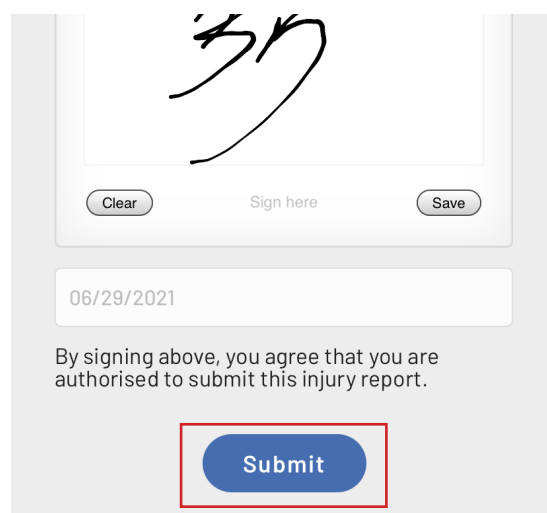 Clear Sign here Save
06/29/2021
By signing above, you agree that you are
authorised to submit this injury report.
Submit